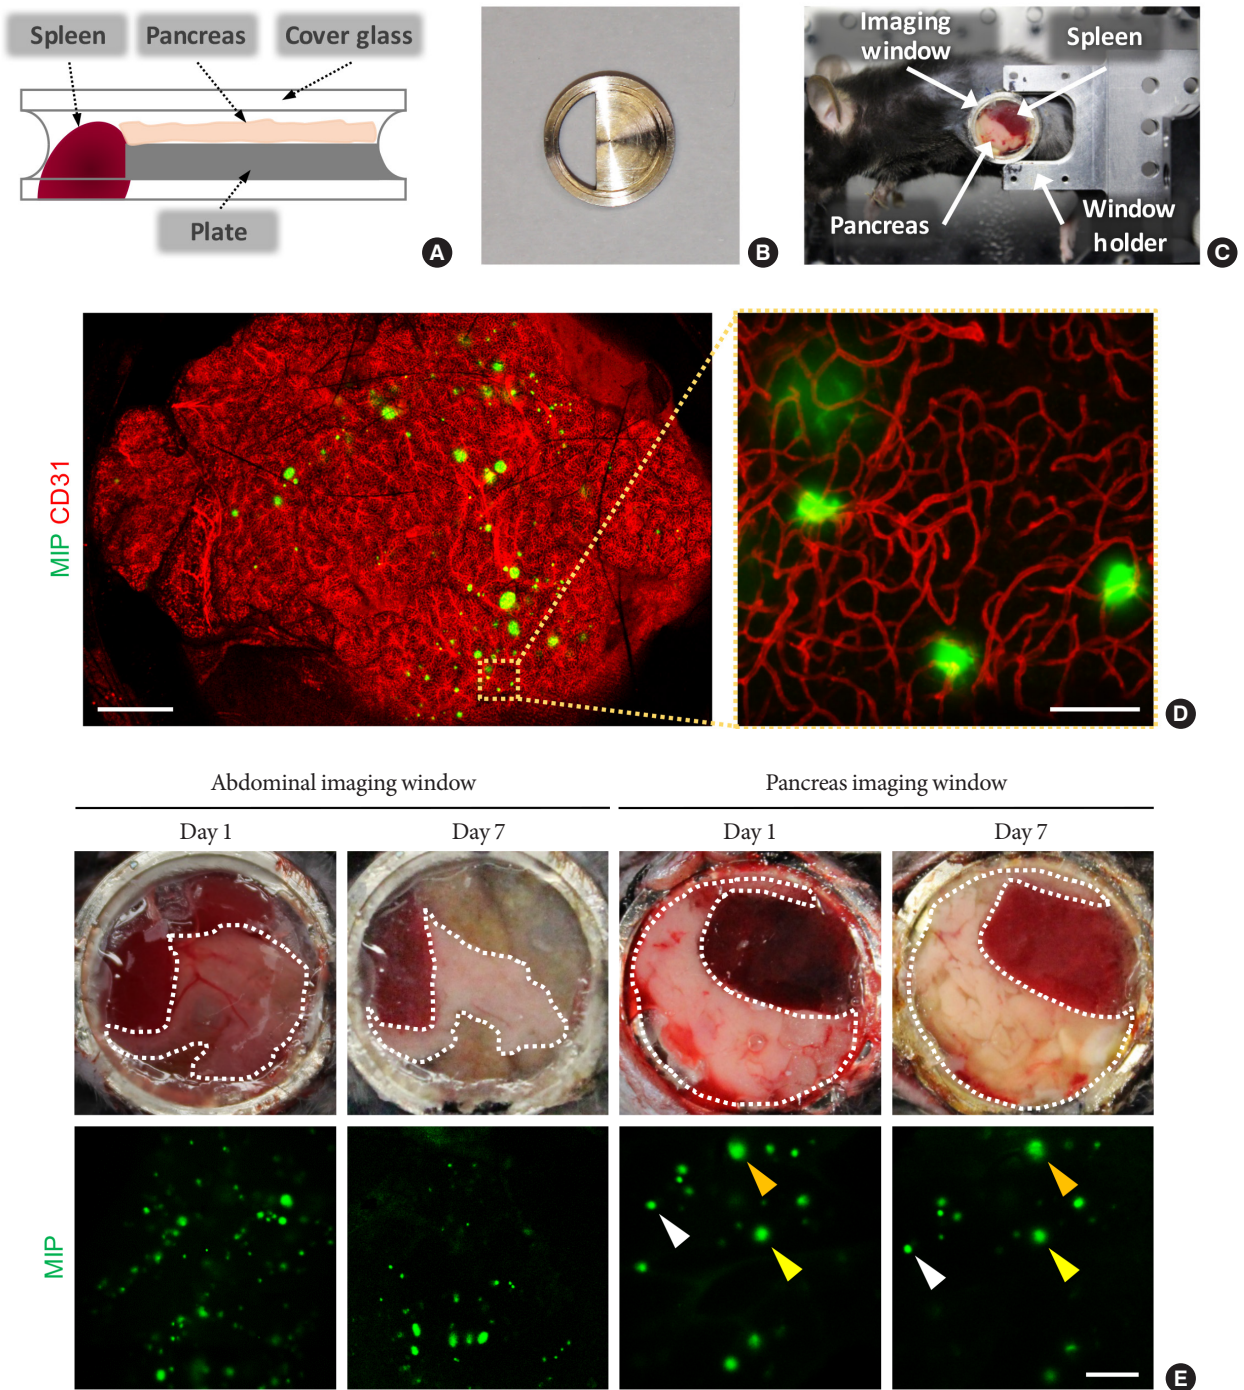 Spleen
Pancreas
Cover glass
Plate
A
B
Imaging
window
Spleen
Pancreas
Window
holder
C
MIP CD31
D
Abdominal imaging window
Pancreas imaging window
Day 1
Day 7
Day 1
Day 7
MIP
E